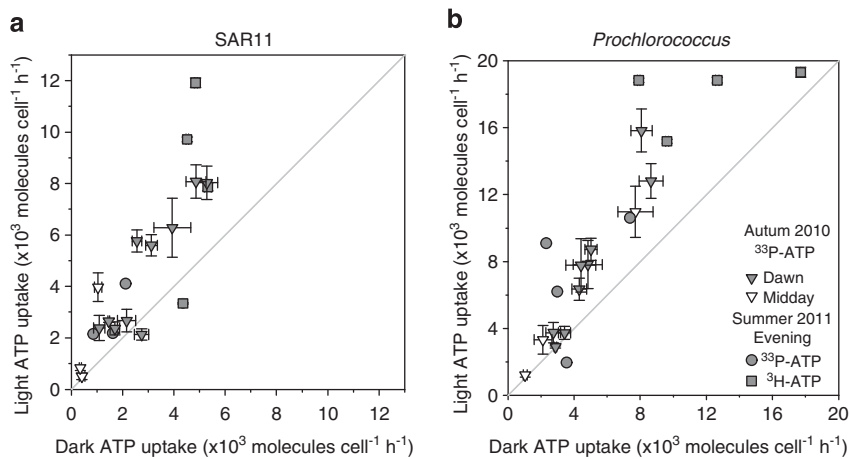 a
SAR11
Light ATP uptake (x10³ molecules cell⁻¹ h⁻¹)
12
10
8
6
4
2
0
0 2 4 6 8 10 12
Dark ATP uptake (x10³ molecules cell⁻¹ h⁻¹)
b
Prochlorococcus
Light ATP uptake (x10³ molecules cell⁻¹ h⁻¹)
20
16
12
8
4
0
0 4 8 12 16 20
Dark ATP uptake (x10³ molecules cell⁻¹ h⁻¹)
Autum 2010
³³P-ATP
Dawn
Midday
Summer 2011
Evening
³³P-ATP
³H-ATP